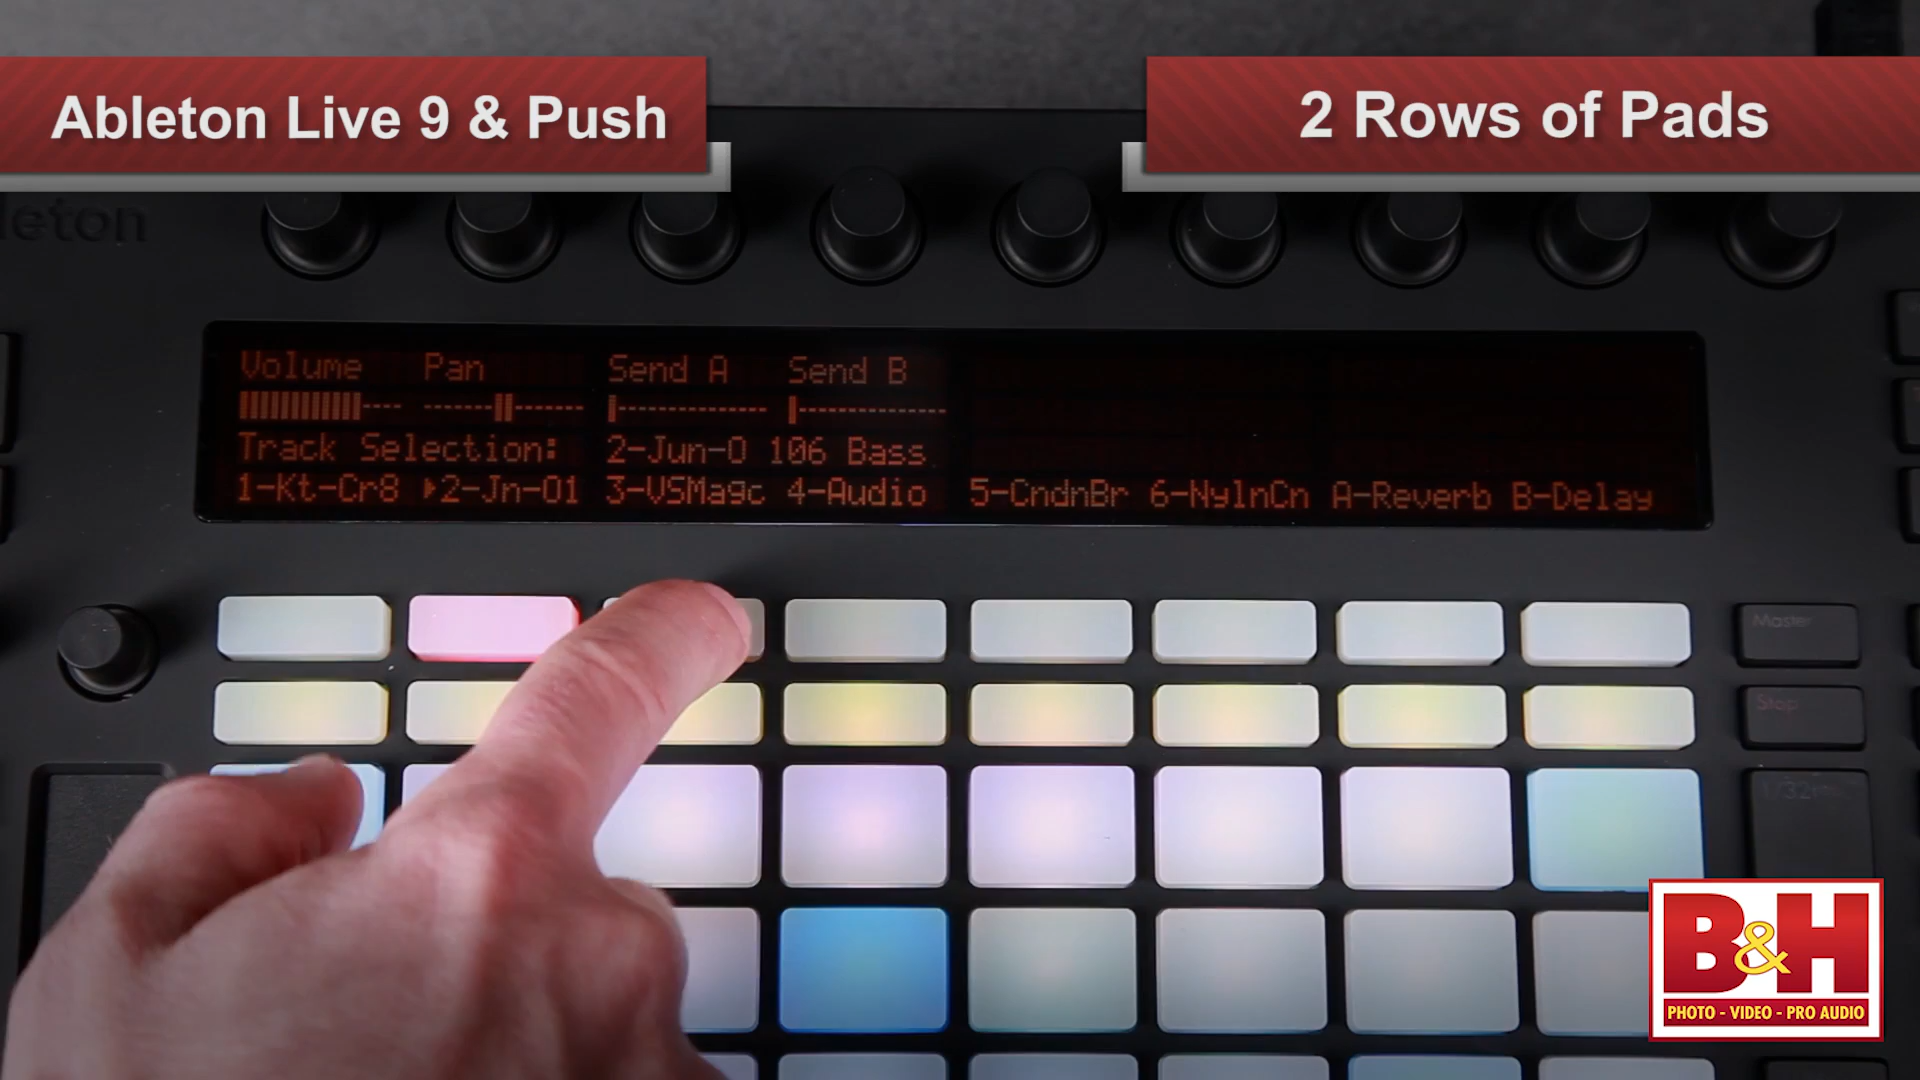 Ableton Live 9 & Push
2 Rows of Pads
leton
Volume Pan Send A Send B
Track Selection: 2-Jun-O 106 Bass
1-Kt-Cr8 2-Jn-O1 3-VSMagc 4-Audio 5-CndnBr 6-NylnCn A-Reverb B-Delay
Master
Stop
B&H
PHOTO - VIDEO - PRO AUDIO